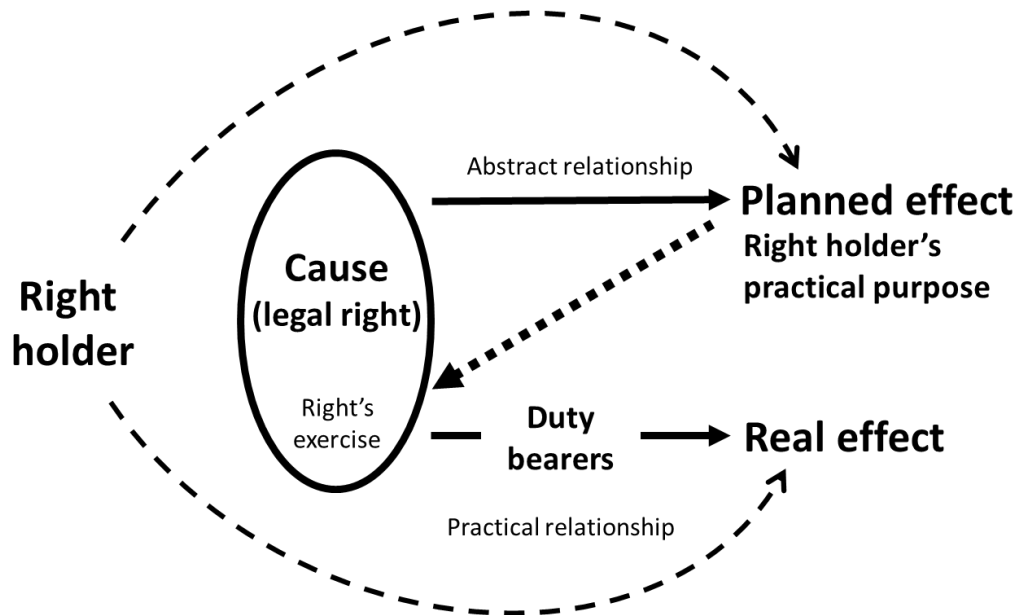 Abstract relationship
Planned effect
Right holder’s
practical purpose
Cause
(legal right)
Right
holder
Right’s
exercise
Duty
bearers
Real effect
Practical relationship